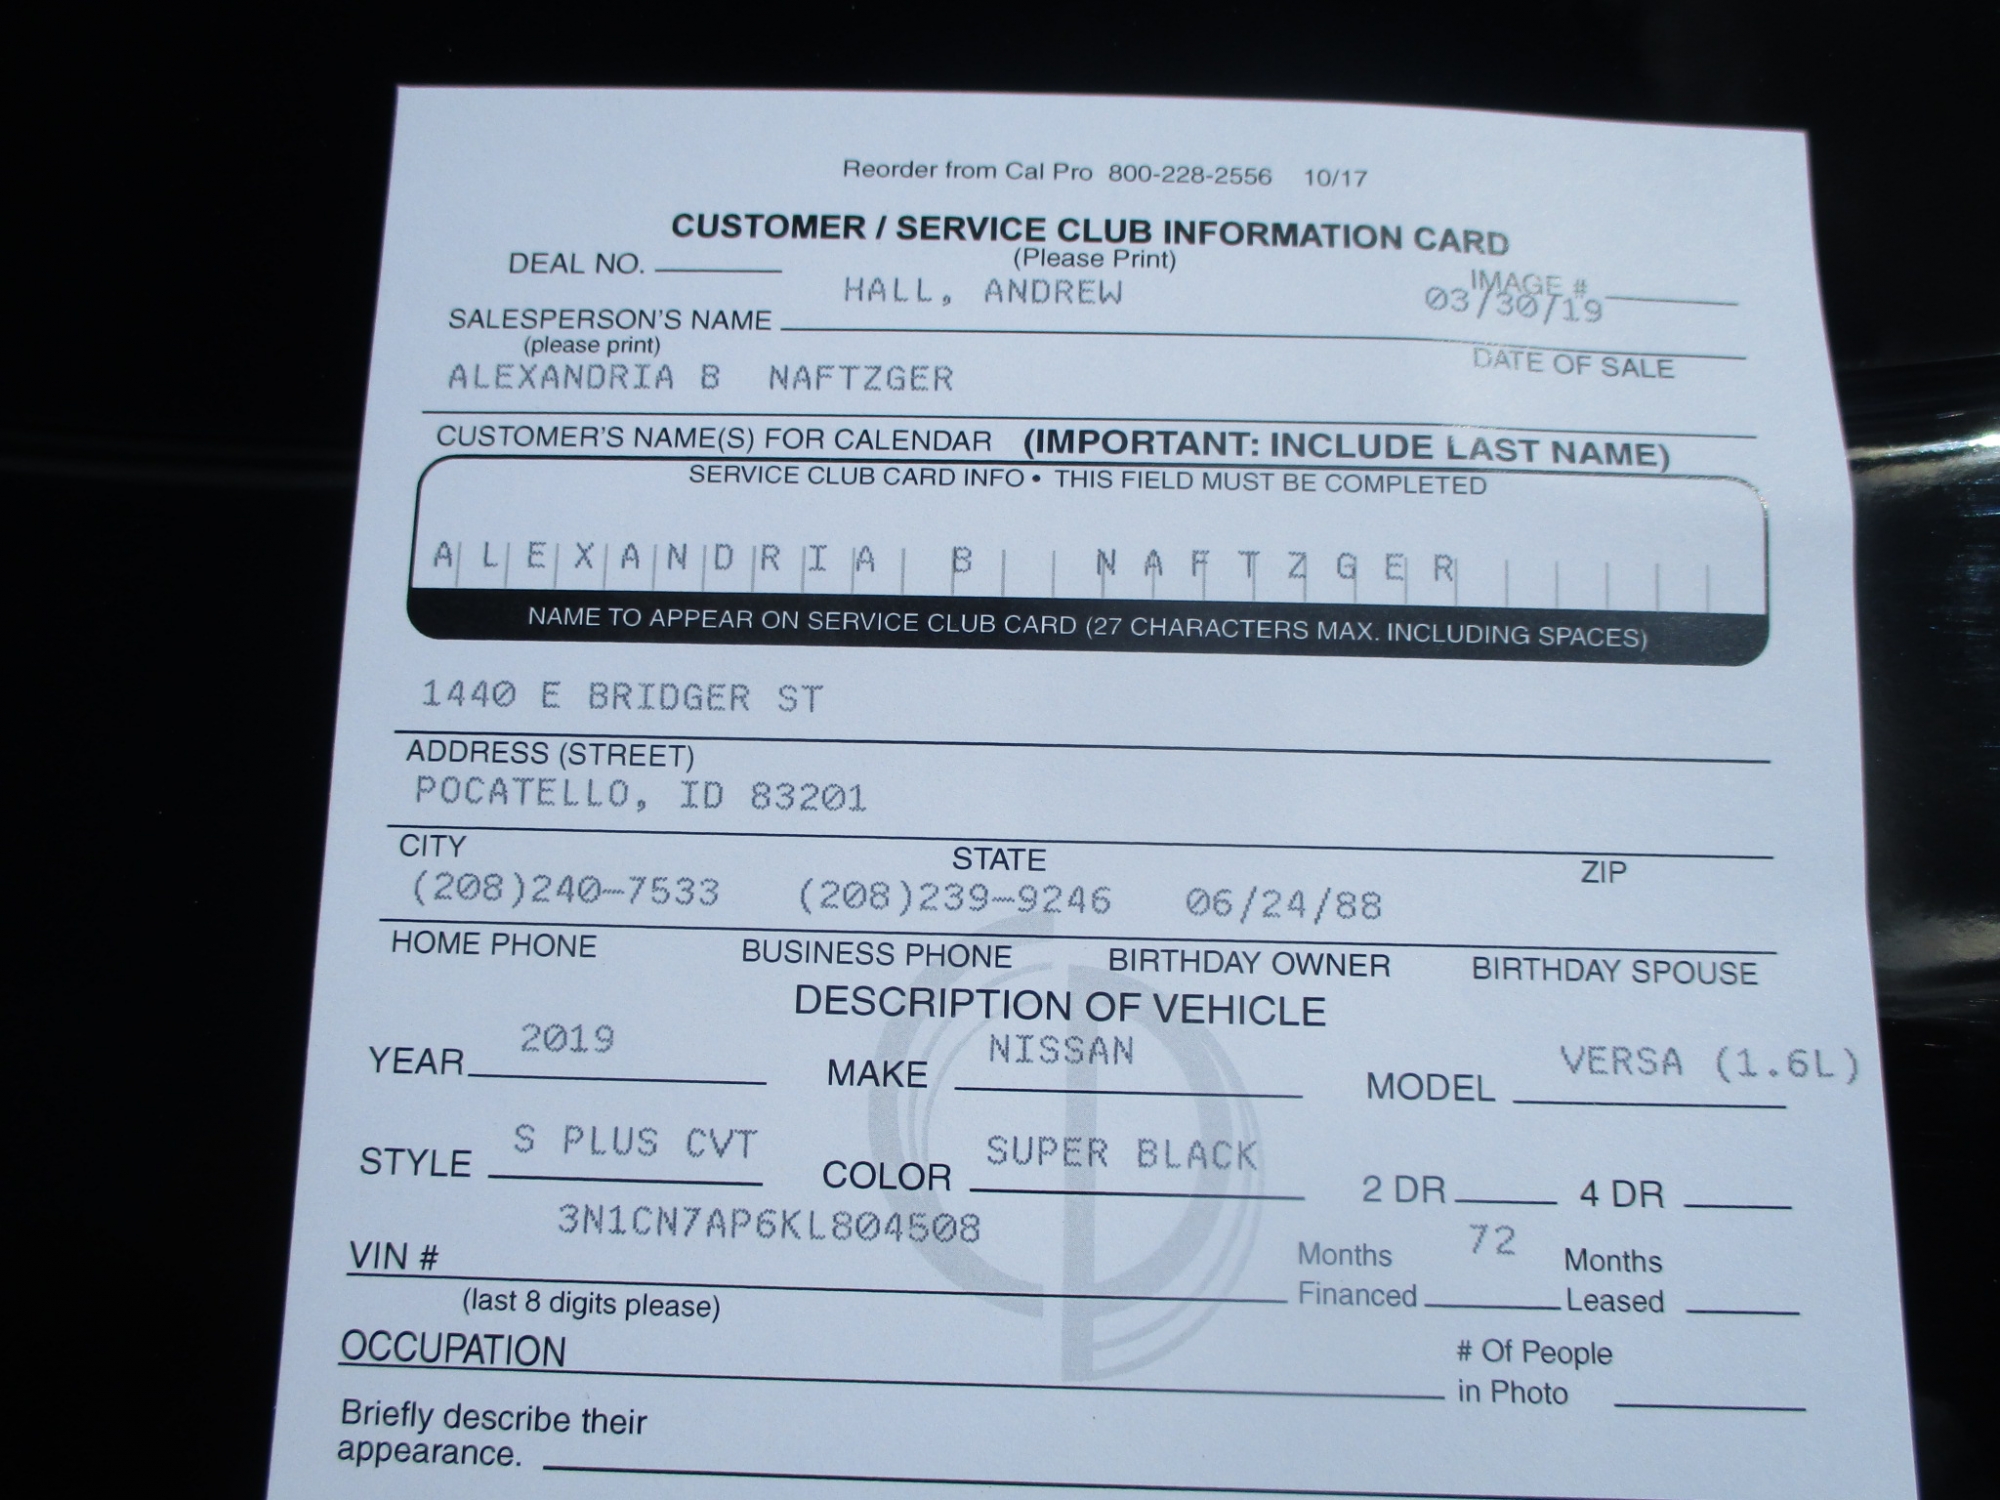 Reorder from Cal Pro 800-228-2556 10/17
CUSTOMER / SERVICE CLUB INFORMATION CARD
(Please Print)
DEAL NO.
IMAGE #
HALL, ANDREW 03/30/19
SALESPERSON'S NAME
(please print)
DATE OF SALE
ALEXANDRIA B NAFTZGER
CUSTOMER'S NAME(S) FOR CALENDAR (IMPORTANT: INCLUDE LAST NAME)
SERVICE CLUB CARD INFO • THIS FIELD MUST BE COMPLETED
ALEXANDRIA B NAFTZGER
NAME TO APPEAR ON SERVICE CLUB CARD (27 CHARACTERS MAX. INCLUDING SPACES)
1440 E BRIDGER ST
ADDRESS (STREET)
POCATELLO, ID 83201
CITY STATE ZIP
(208)240-7533 (208)239-9246 06/24/88
HOME PHONE BUSINESS PHONE BIRTHDAY OWNER BIRTHDAY SPOUSE
DESCRIPTION OF VEHICLE
YEAR 2019 MAKE NISSAN MODEL VERSA (1.6L)
STYLE S PLUS CVT COLOR SUPER BLACK 2 DR 4 DR
VIN # 3N1CN7AP6KL804508
(last 8 digits please)
Months Financed 72 Months Leased
OCCUPATION
# Of People
in Photo
Briefly describe their
appearance.